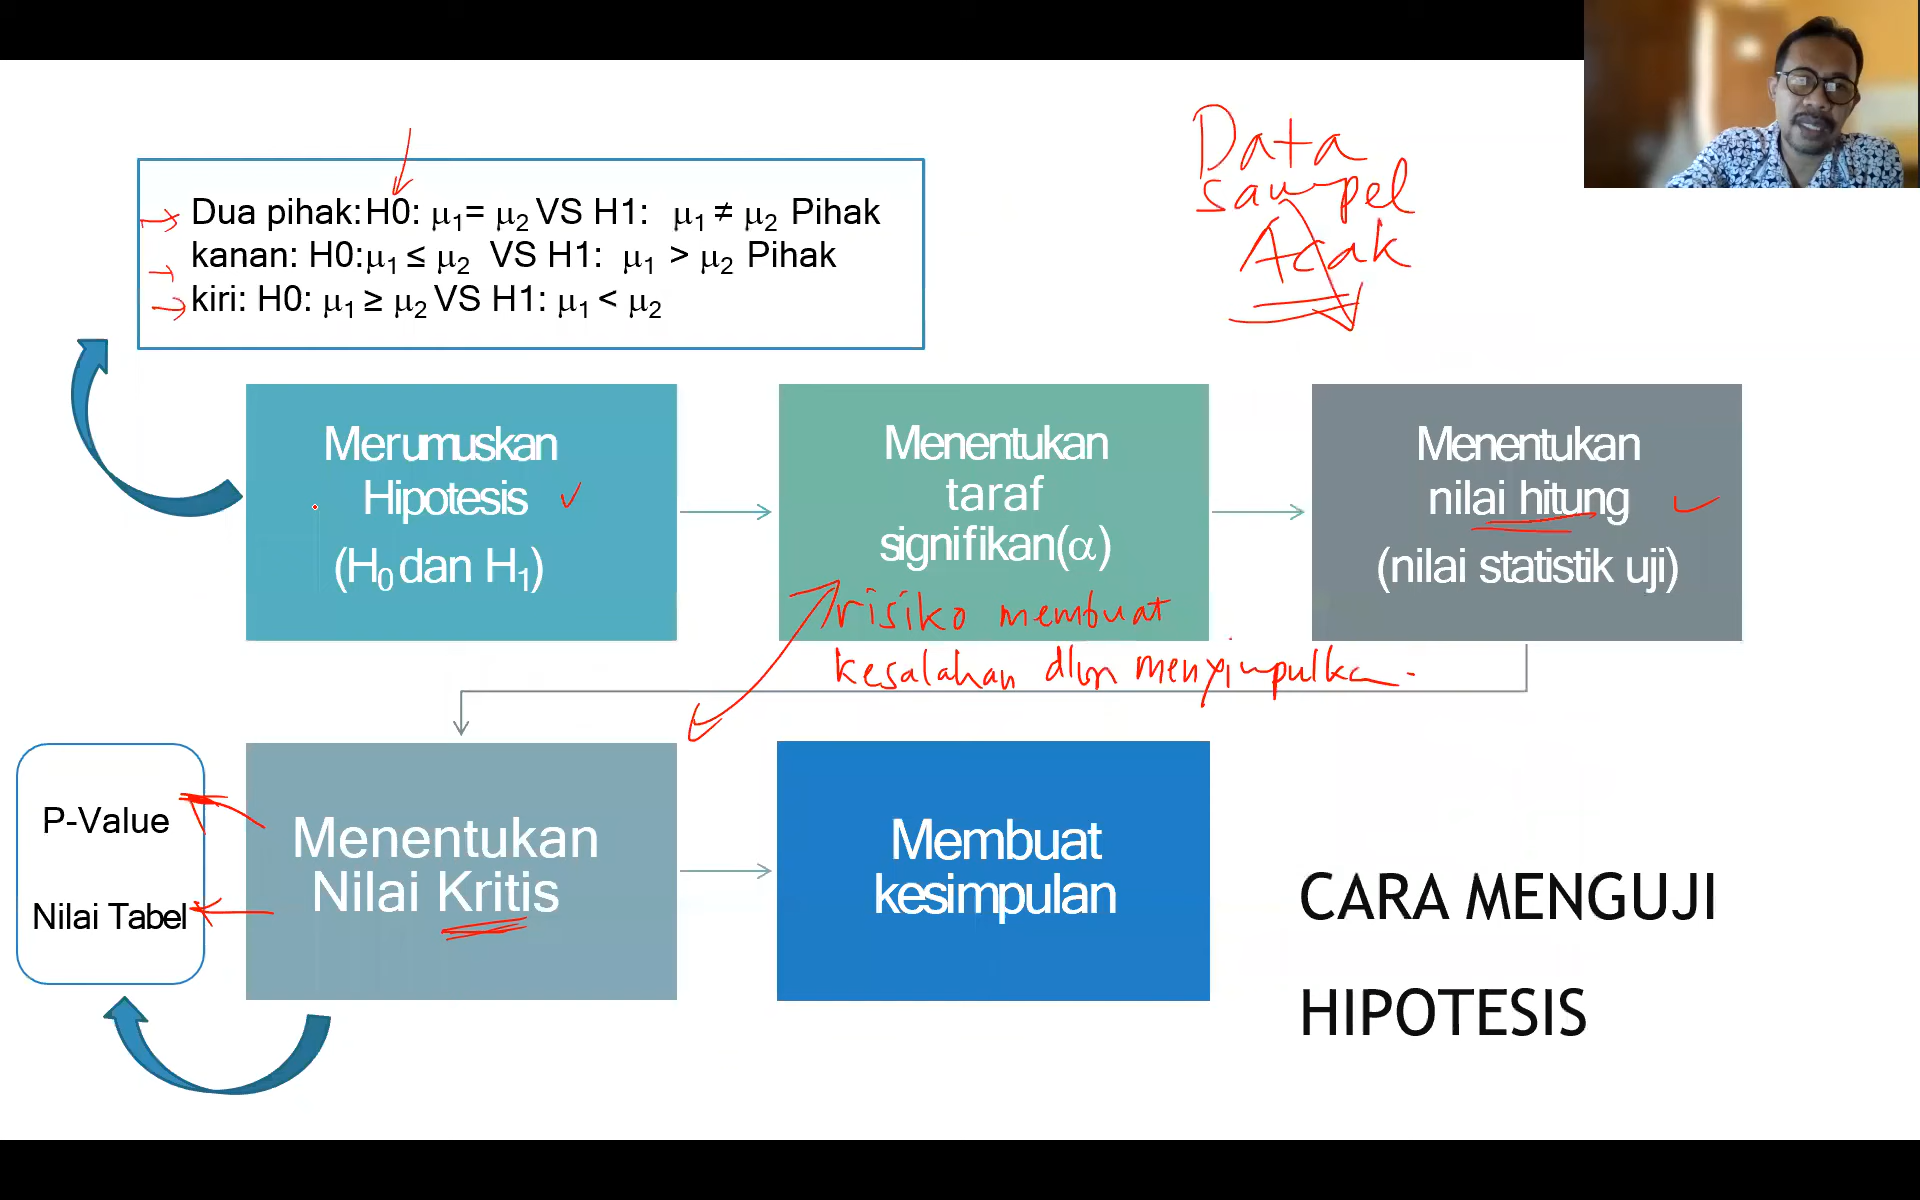 Data
sampel
Acak
Dua pihak: H0: μ₁= μ₂ VS H1: μ₁ ≠ μ₂ Pihak
kanan: H0:μ₁ ≤ μ₂ VS H1: μ₁ > μ₂ Pihak
kiri: H0: μ₁ ≥ μ₂ VS H1: μ₁ < μ₂
Merumuskan
Hipotesis
(H₀ dan H₁)
Menentukan
taraf
signifikan(α)
Menentukan
nilai hitung
(nilai statistik uji)
risiko membuat
kesalahan dlm menyimpulkan.
P-Value
Nilai Tabel
Menentukan
Nilai Kritis
Membuat
kesimpulan
CARA MENGUJI
HIPOTESIS